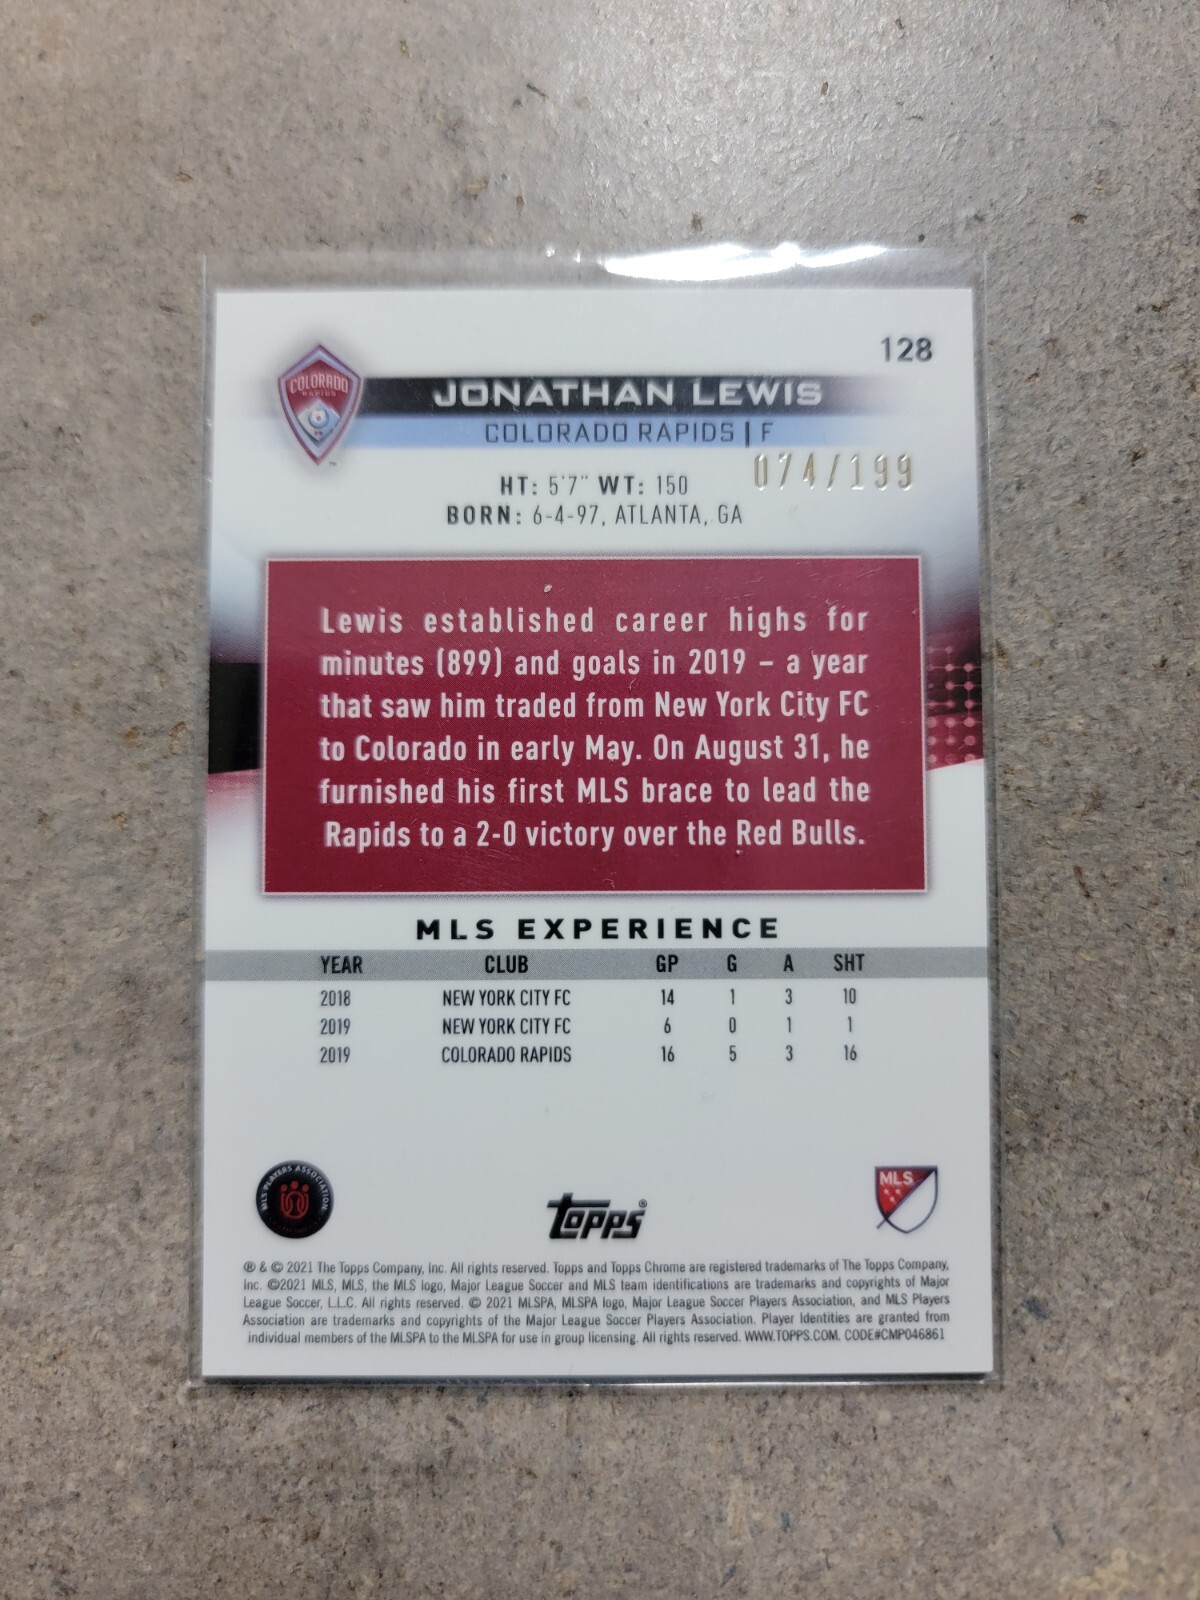 128
COLORADO
RAPIDS
™
JONATHAN LEWIS
COLORADO RAPIDS | F
074/199
HT: 5'7" WT: 150
BORN: 6-4-97, ATLANTA, GA
Lewis established career highs for
minutes (899) and goals in 2019 – a year
that saw him traded from New York City FC
to Colorado in early May. On August 31, he
furnished his first MLS brace to lead the
Rapids to a 2-0 victory over the Red Bulls.
MLS EXPERIENCE
YEAR CLUB GP G A SHT
2018 NEW YORK CITY FC 14 1 3 10
2019 NEW YORK CITY FC 6 0 1 1
2019 COLORADO RAPIDS 16 5 3 16
MLS PLAYERS ASSOCIATION
topps®
MLS
® & © 2021 The Topps Company, Inc. All rights reserved. Topps and Topps Chrome are registered trademarks of The Topps Company,
Inc. ©2021 MLS, MLS, the MLS logo, Major League Soccer and MLS team identifications are trademarks and copyrights of Major
League Soccer, L.L.C. All rights reserved. © 2021 MLSPA, MLSPA logo, Major League Soccer Players Association, and MLS Players
Association are trademarks and copyrights of the Major League Soccer Players Association. Player Identities are granted from
individual members of the MLSPA to the MLSPA for use in group licensing. All rights reserved. WWW.TOPPS.COM. CODE#CMP046861